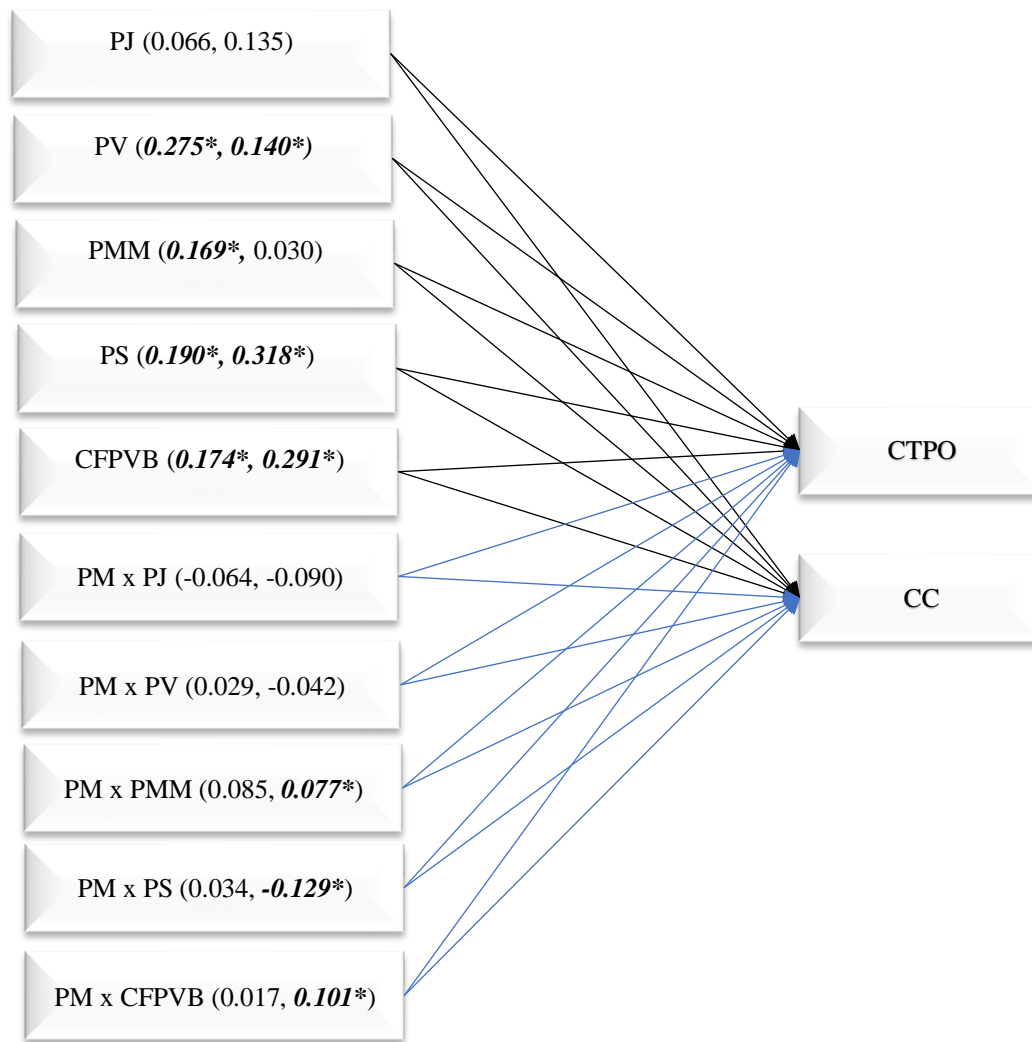 PJ (0.066, 0.135)
PV (0.275*, 0.140*)
PMM (0.169*, 0.030)
PS (0.190*, 0.318*)
CFPVB (0.174*, 0.291*)
PM x PJ (-0.064, -0.090)
PM x PV (0.029, -0.042)
PM x PMM (0.085, 0.077*)
PM x PS (0.034, -0.129*)
PM x CFPVB (0.017, 0.101*)
CTPO
CC